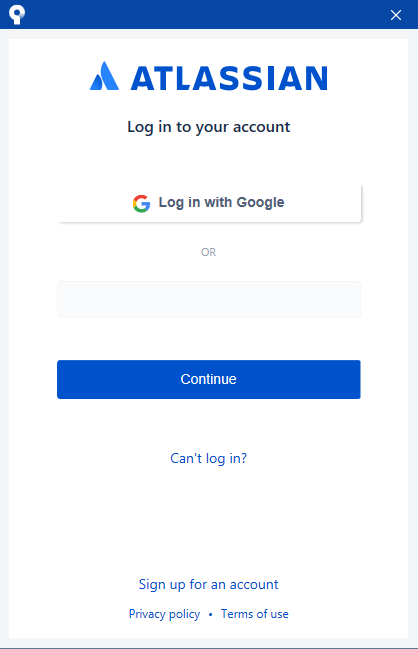 ATLASSIAN
Log in to your account
Log in with Google
OR
Continue
Can't log in?
Sign up for an account
Privacy policy • Terms of use